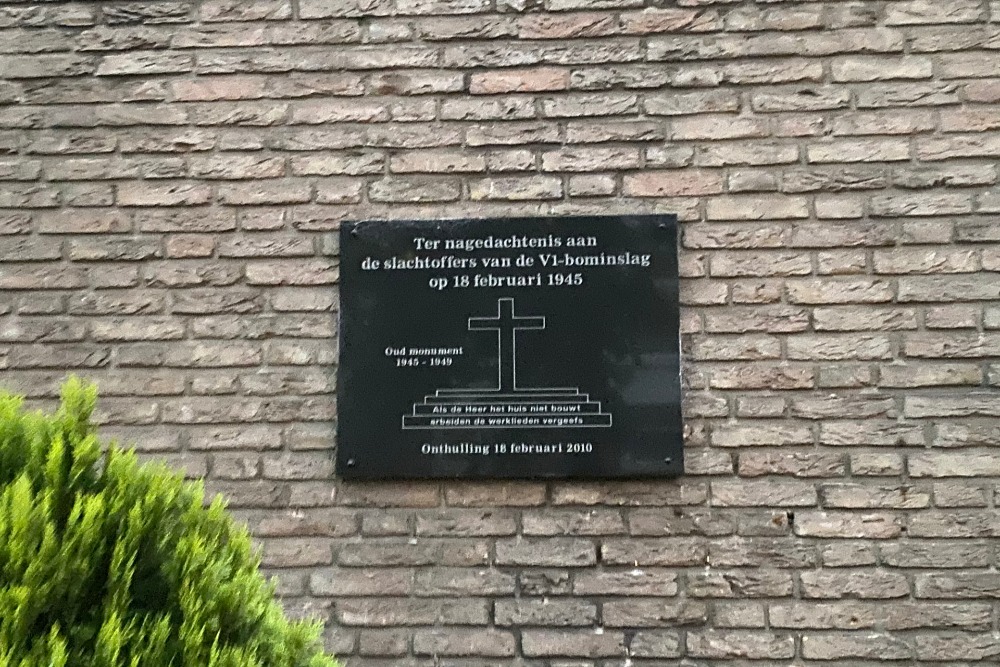 Ter nagedachtenis aan
de slachtoffers van de V1-bominslag
op 18 februari 1945
Oud monument
1945 - 1949
Als de Heer het huis niet bouwt
arbeiden de werklieden vergeefs
Onthulling 18 februari 2010